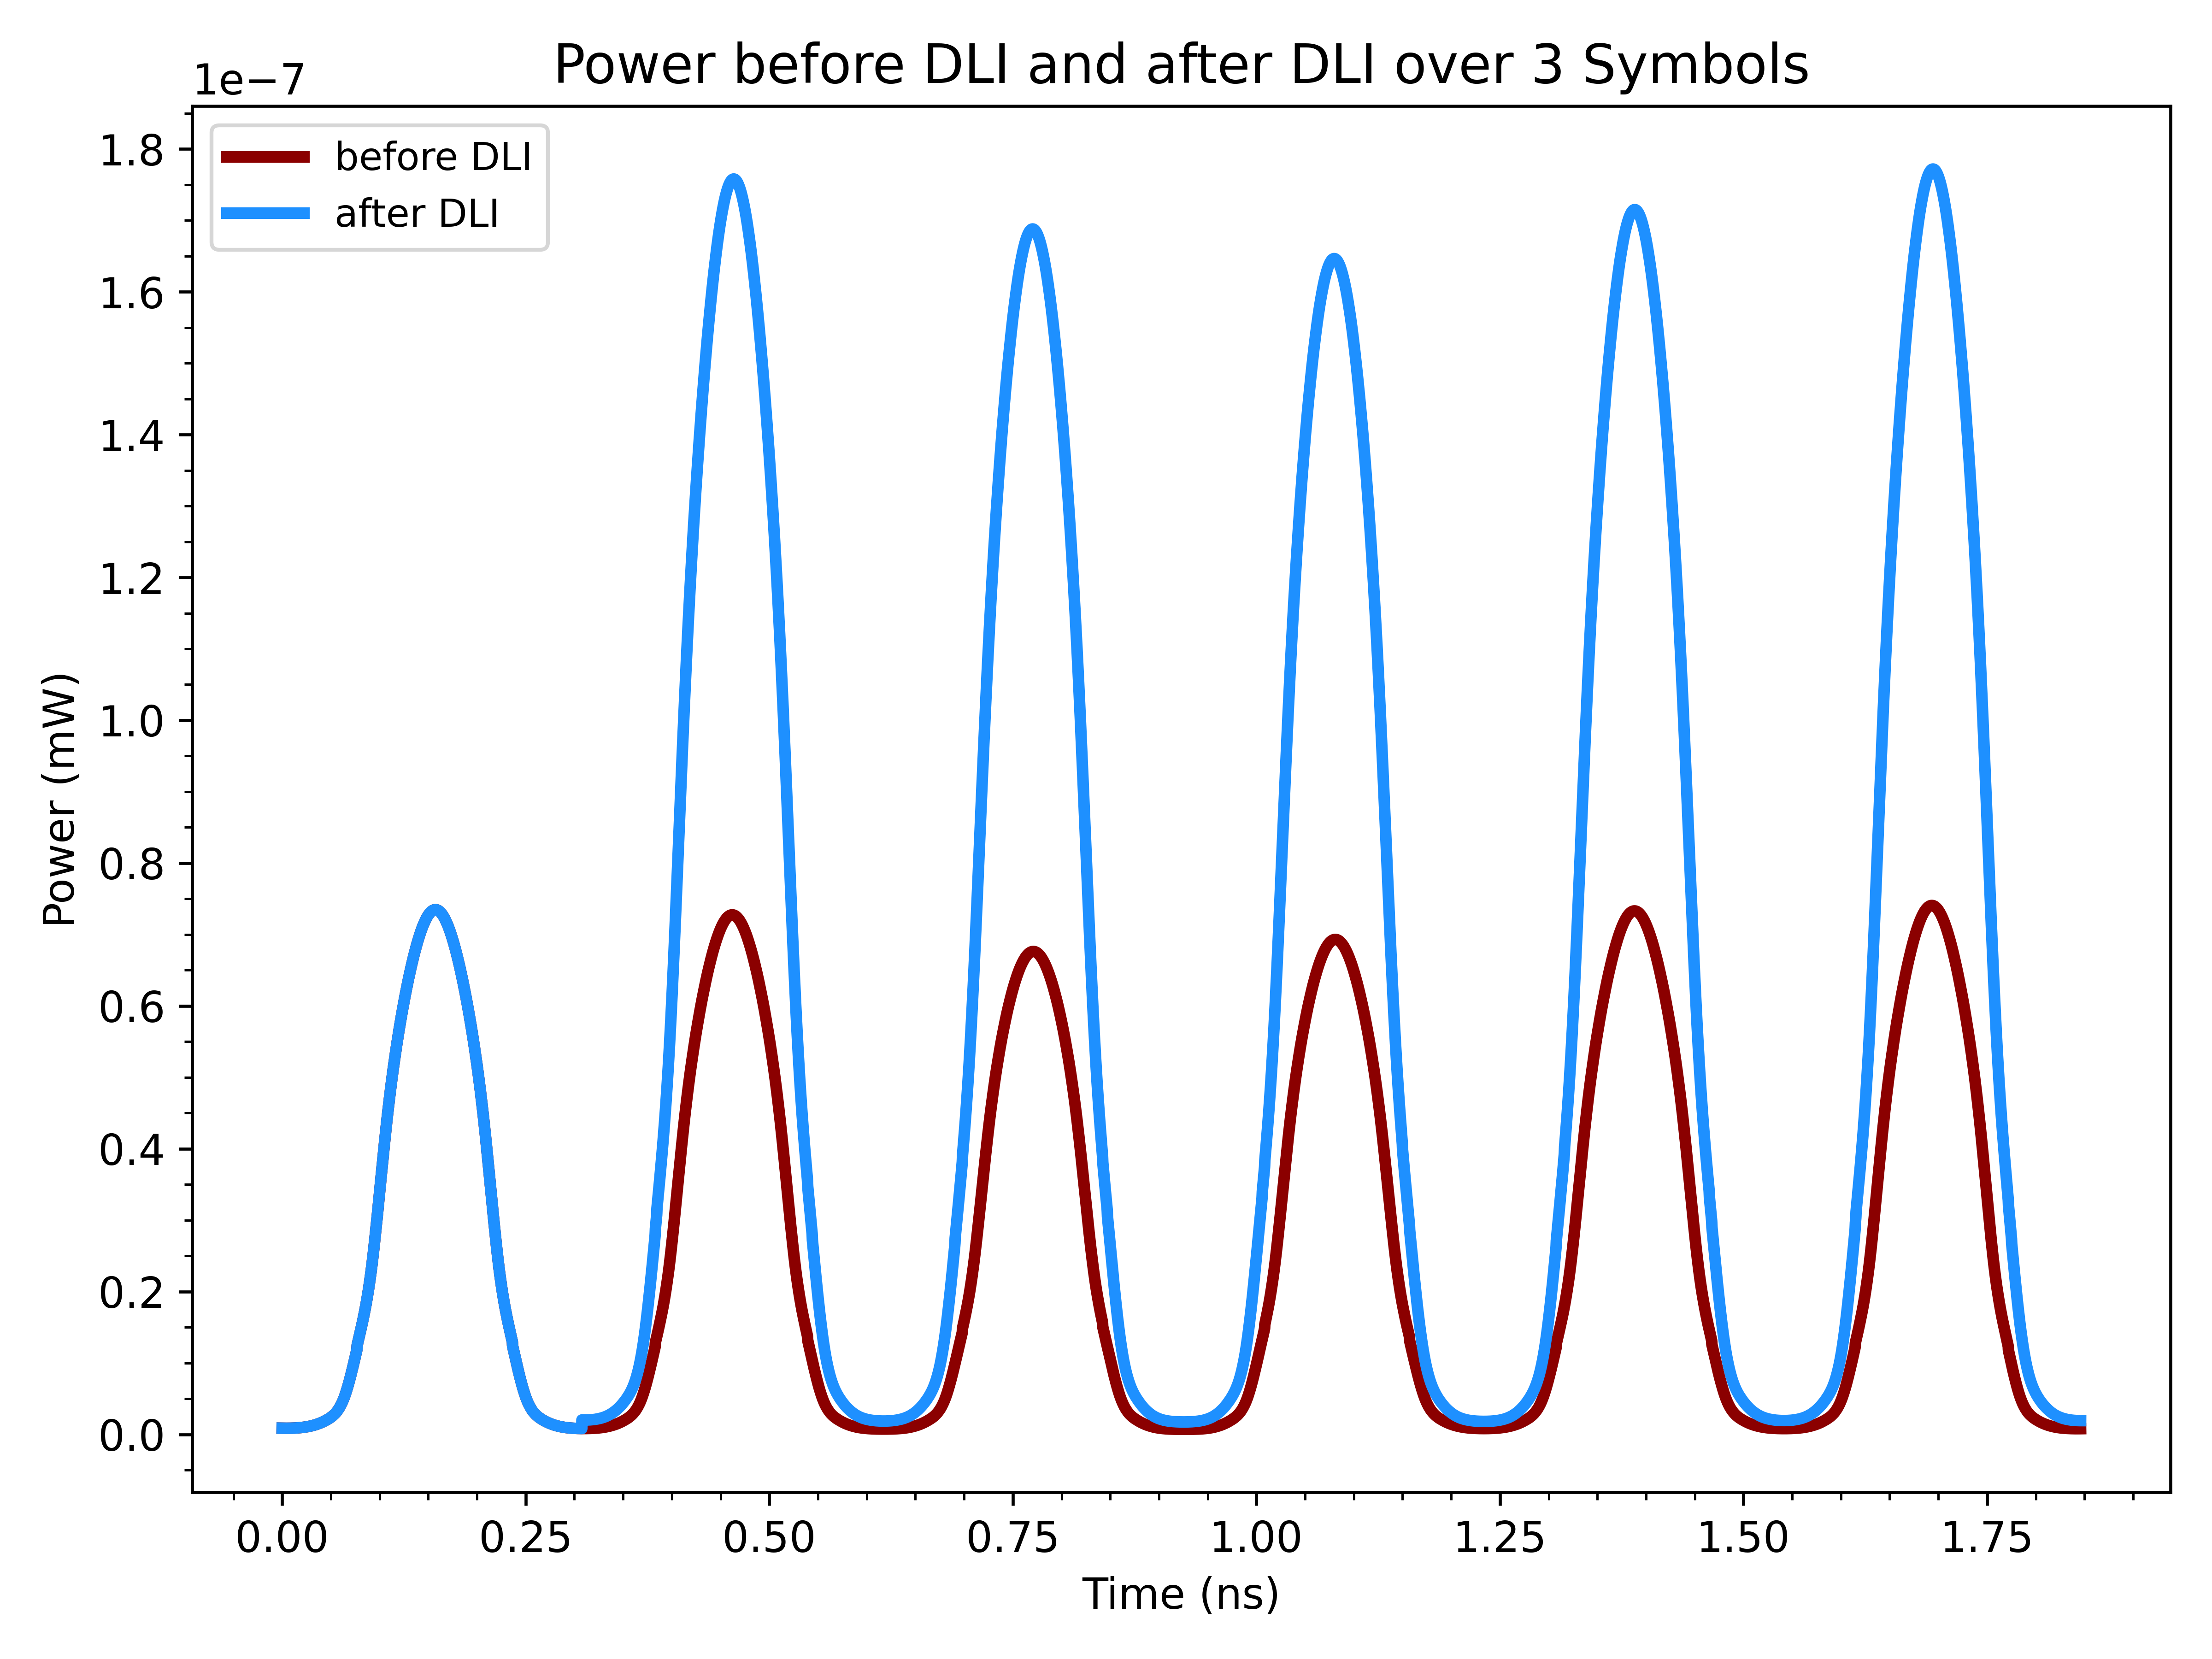 Power before DLI and after DLI over 3 Symbols
1e−7
before DLI
after DLI
1.8
1.6
1.4
1.2
1.0
0.8
0.6
0.4
0.2
0.0
Power (mW)
0.00 0.25 0.50 0.75 1.00 1.25 1.50 1.75
Time (ns)